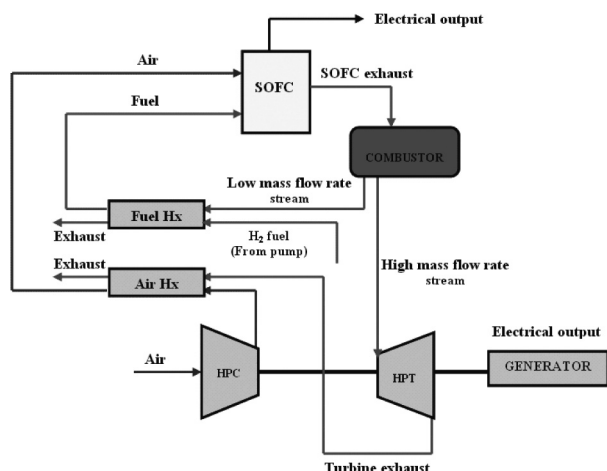 Electrical output
Air
SOFC exhaust
SOFC
Fuel
COMBUSTOR
Low mass flow rate
stream
Fuel Hx
Exhaust
H2 fuel
(From pump)
Exhaust
High mass flow rate
stream
Air Hx
Electrical output
Air
HPC
HPT
GENERATOR
Turbine exhaust